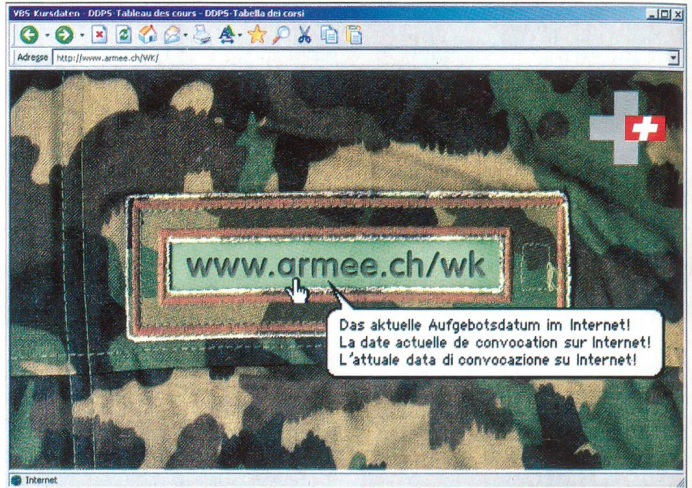 VBS-Kursdaten - DDPS-Tableau des cours - DDPS-Tabella dei corsi
Adresse http://www.armee.ch/WK/
www.armee.ch/wk
Das aktuelle Aufgebotsdatum im Internet!
La date actuelle de convocation sur Internet!
L'attuale data di convocazione su Internet!
Internet